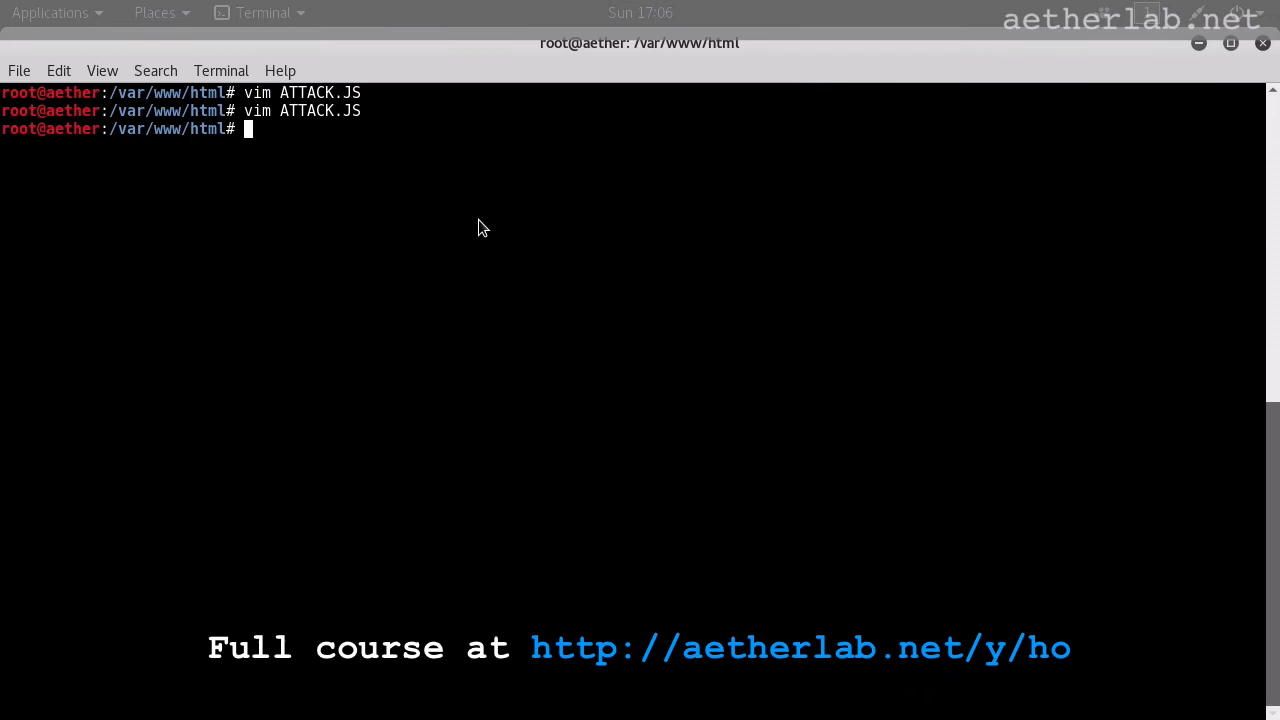 Applications Places Terminal Sun 17:06 1
aetherlab.net
root@aether: /var/www/html
File Edit View Search Terminal Help
root@aether:/var/www/html# vim ATTACK.JS
root@aether:/var/www/html# vim ATTACK.JS
root@aether:/var/www/html#
Full course at http://aetherlab.net/y/ho